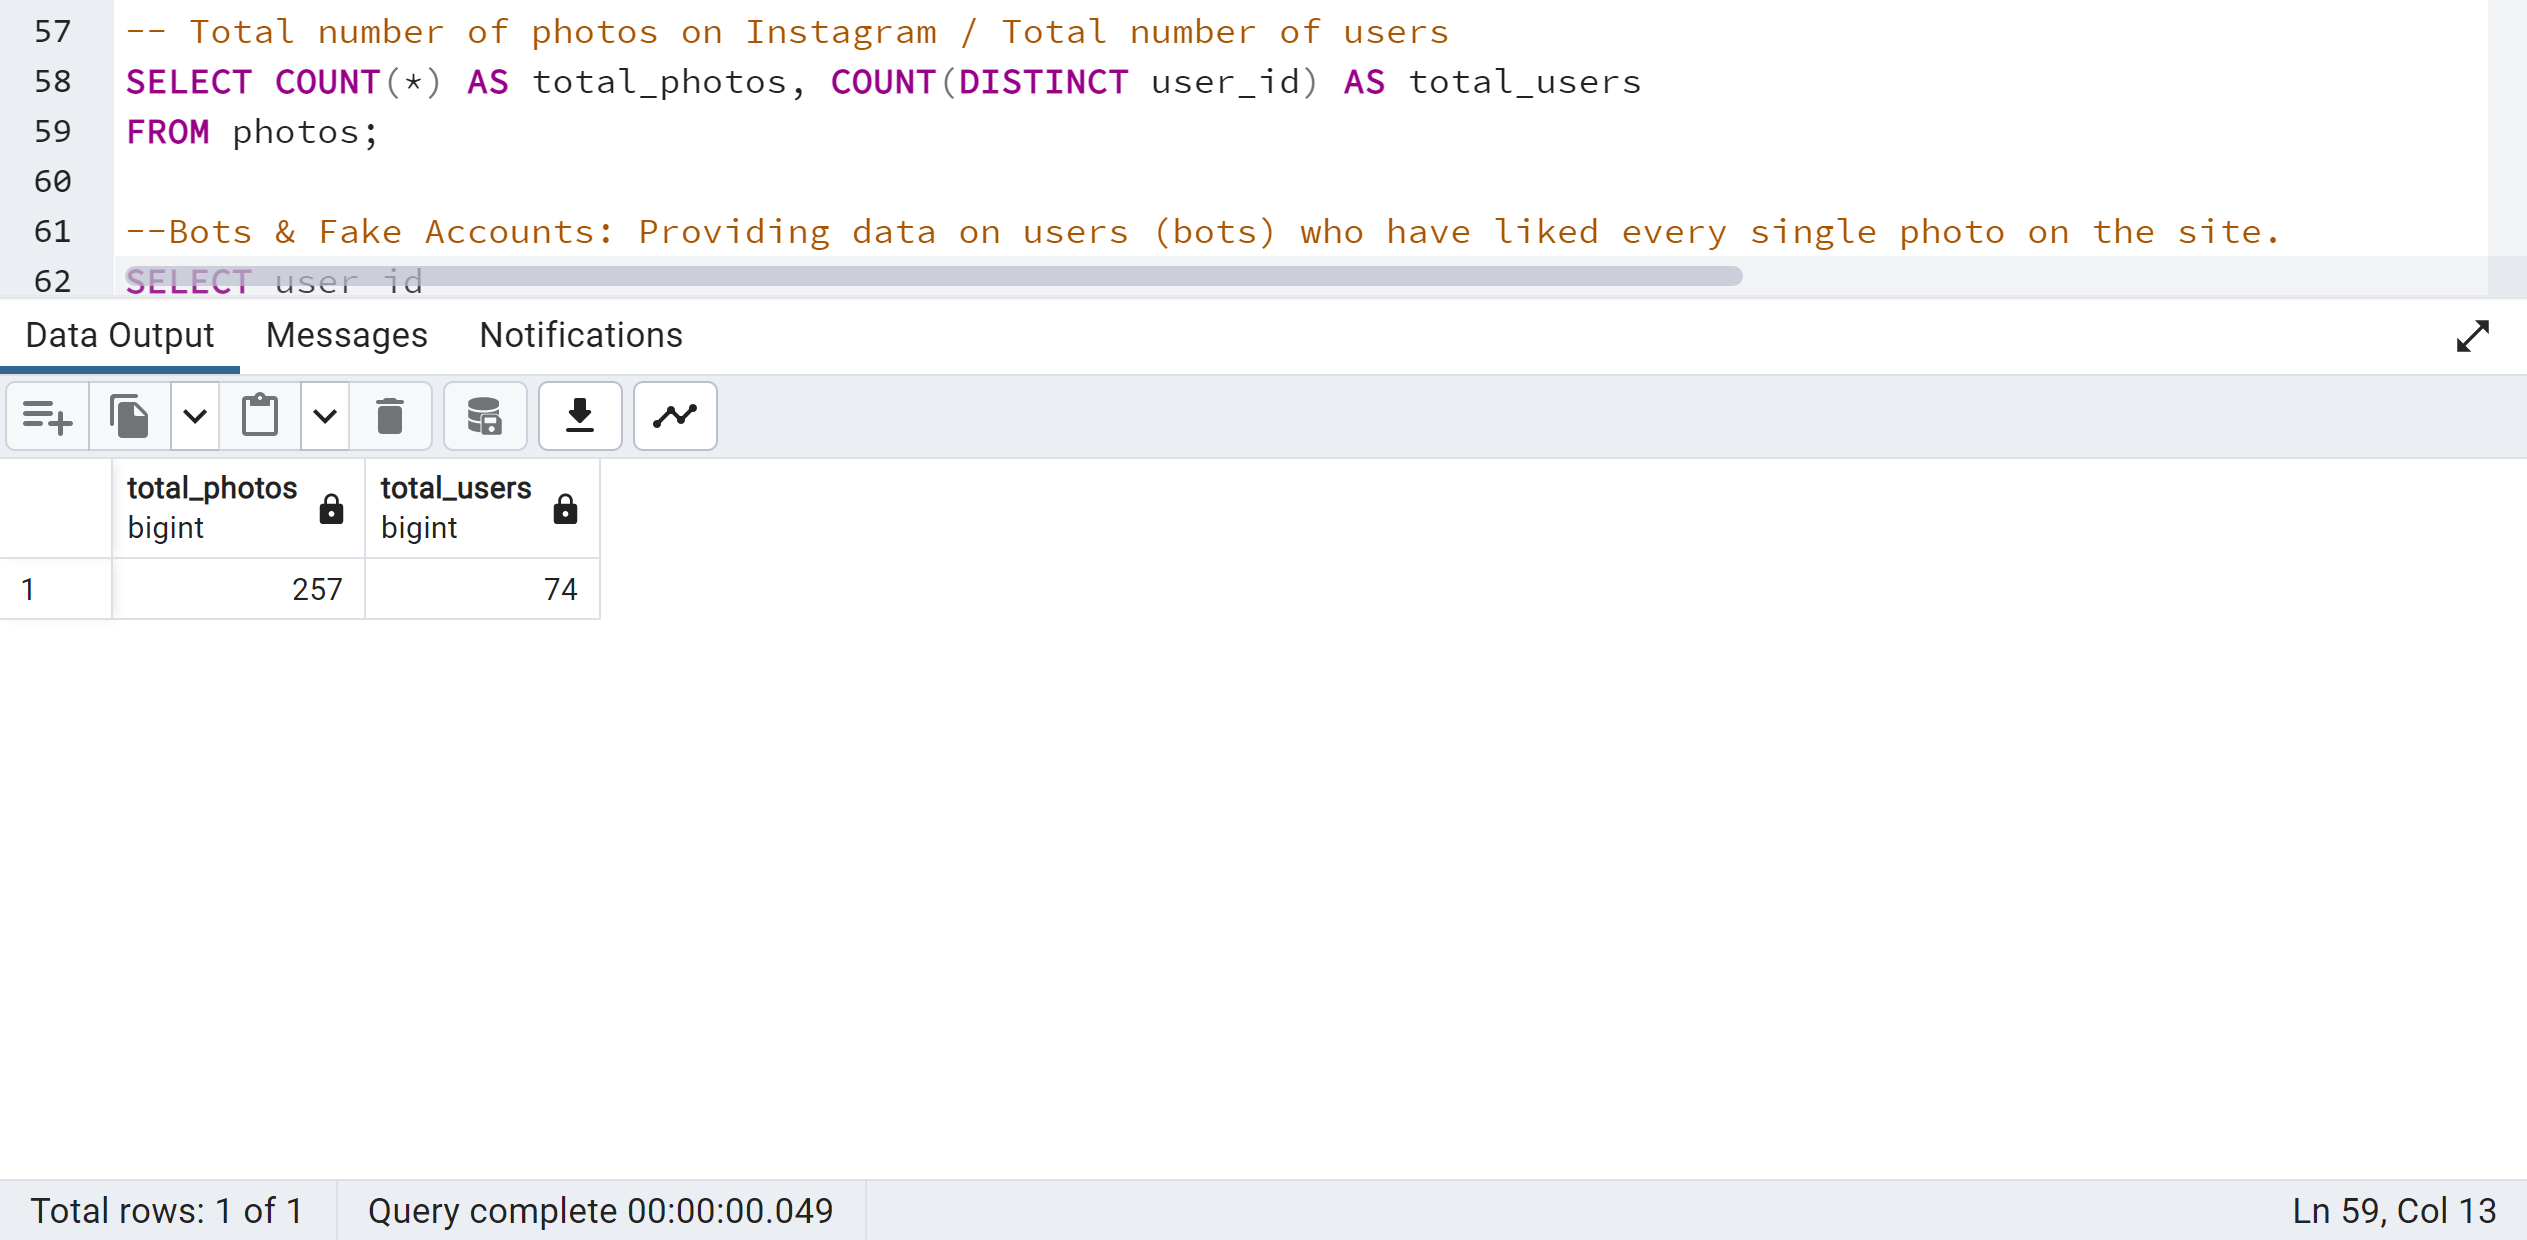 57 -- Total number of photos on Instagram / Total number of users
58 SELECT COUNT(*) AS total_photos, COUNT(DISTINCT user_id) AS total_users
59 FROM photos;
60
61 --Bots & Fake Accounts: Providing data on users (bots) who have liked every single photo on the site.
62 SELECT user_id
Data Output Messages Notifications
total_photos total_users
bigint bigint
1 257 74
Total rows: 1 of 1 Query complete 00:00:00.049 Ln 59, Col 13